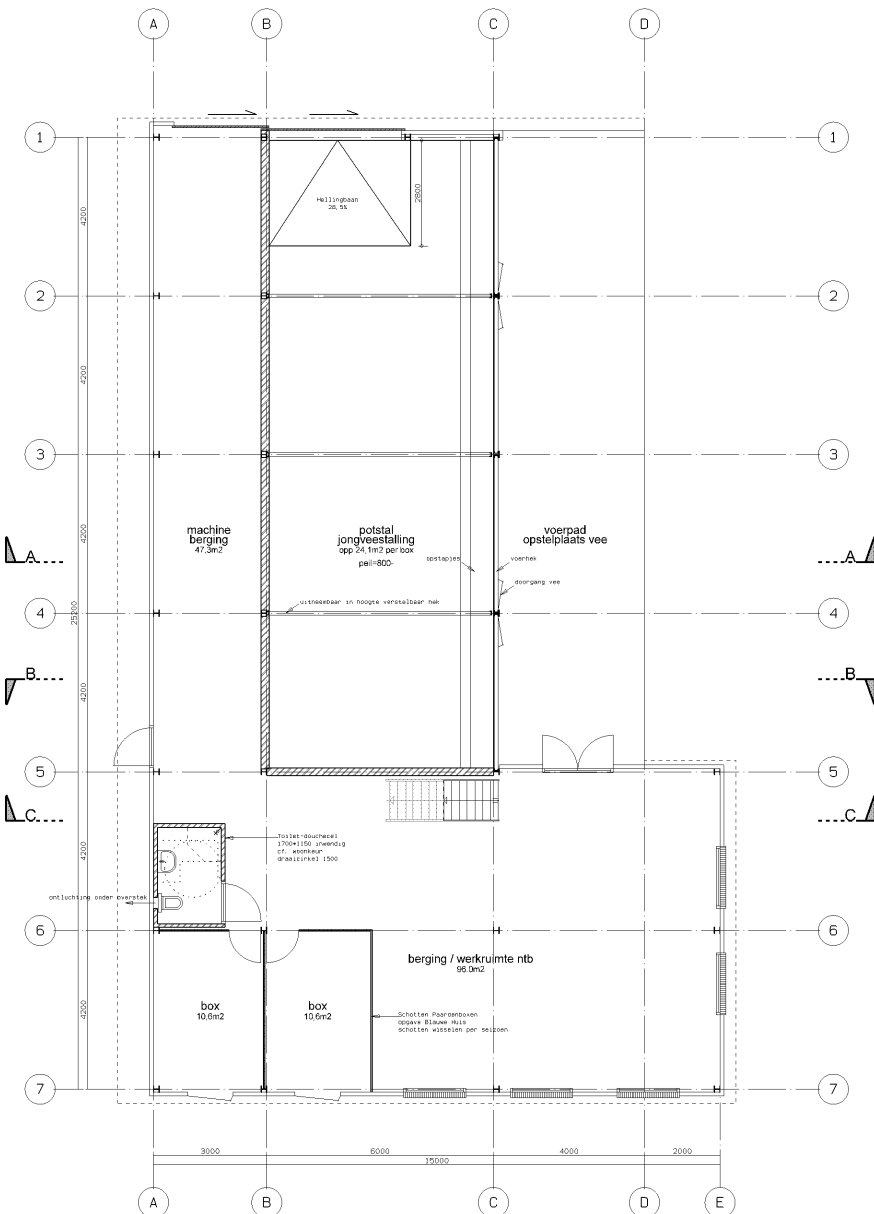 A B C D
1 1
Hellingbaan
28,5%
2800
4200
2 2
4200
3 3
machine
berging
47,3m2
potstal
jongveestalling
opp 24,1m2 per box
peil=800-
voerpad
opstelplaats vee
4200
opstapjes
voerhek
A A
doorgang vee
uitneembaar in hoogte verstelbaar hek
4 4
25200
B B
4200
5 5
C C
Toilet-douchecel
1700*1150 inwendig
cf. woonkeur
draaicirkel 1500
4200
ontluchting onder overstek
6 6
berging / werkruimte ntb
96.0m2
box
10,6m2
box
10,6m2
Schotten Paardenboxen
opgave Blauwe Huis
schotten wisselen per seizoen
4200
7 7
3000 6000 4000 2000
15000
A B C D E